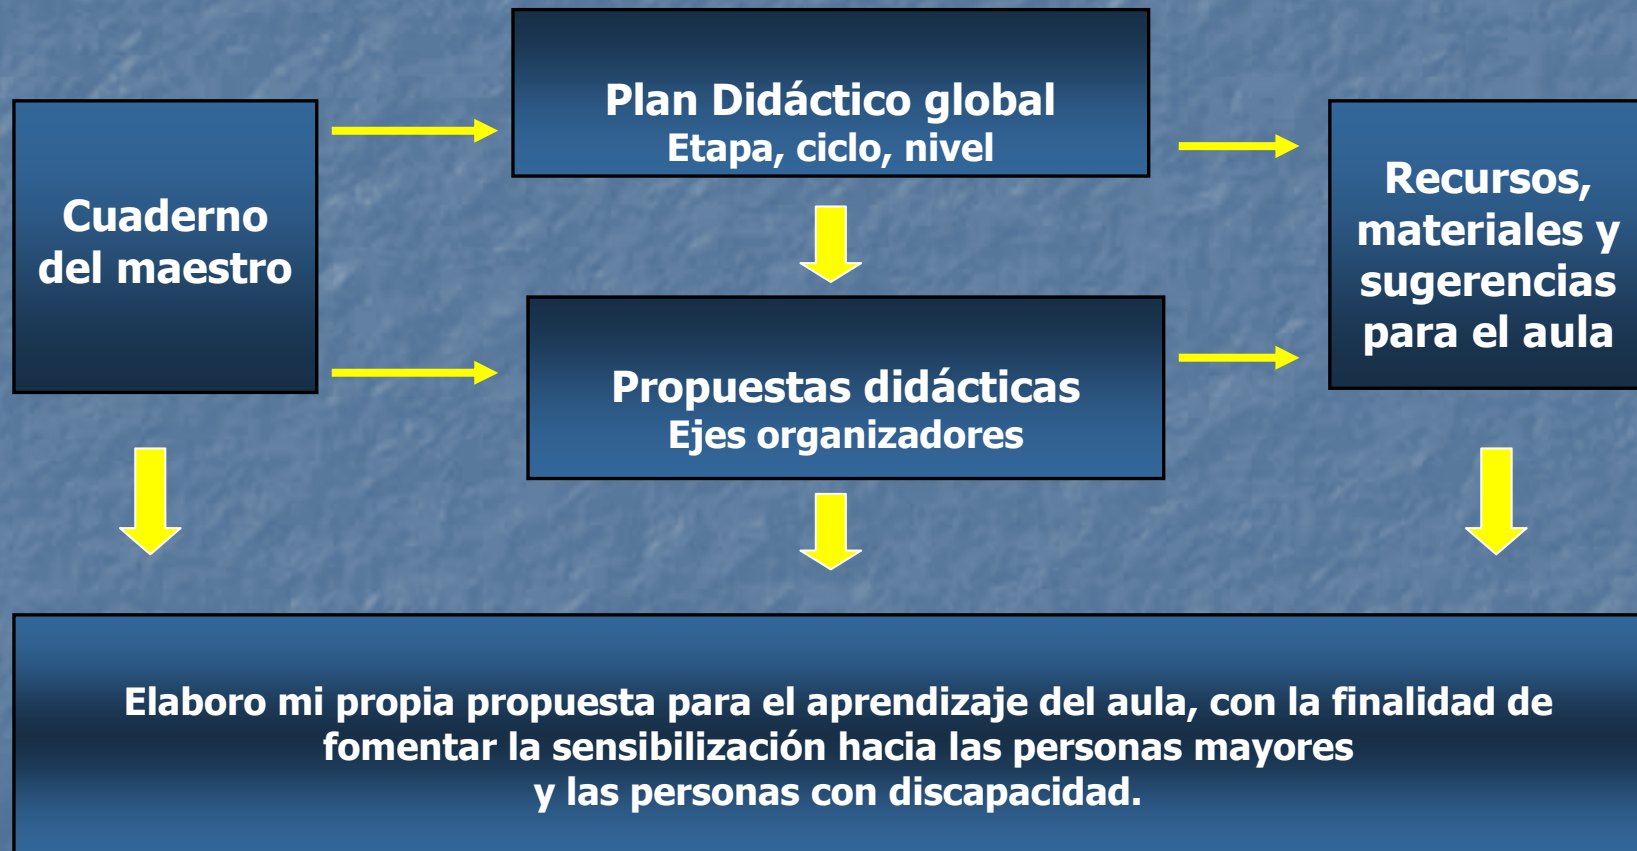 Plan Didáctico global
Etapa, ciclo, nivel
Cuaderno
del maestro
Recursos,
materiales y
sugerencias
para el aula
Propuestas didácticas
Ejes organizadores
Elaboro mi propia propuesta para el aprendizaje del aula, con la finalidad de
fomentar la sensibilización hacia las personas mayores
y las personas con discapacidad.